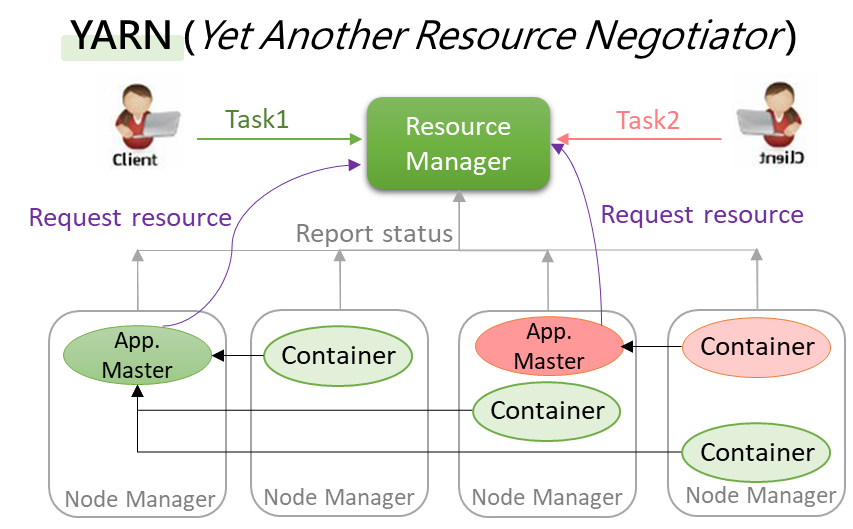 YARN (Yet Another Resource Negotiator)
Client
Task1
Resource
Manager
Task2
Client
Request resource
Request resource
Report status
App.
Master
Container
App.
Master
Container
Container
Container
Node Manager
Node Manager
Node Manager
Node Manager